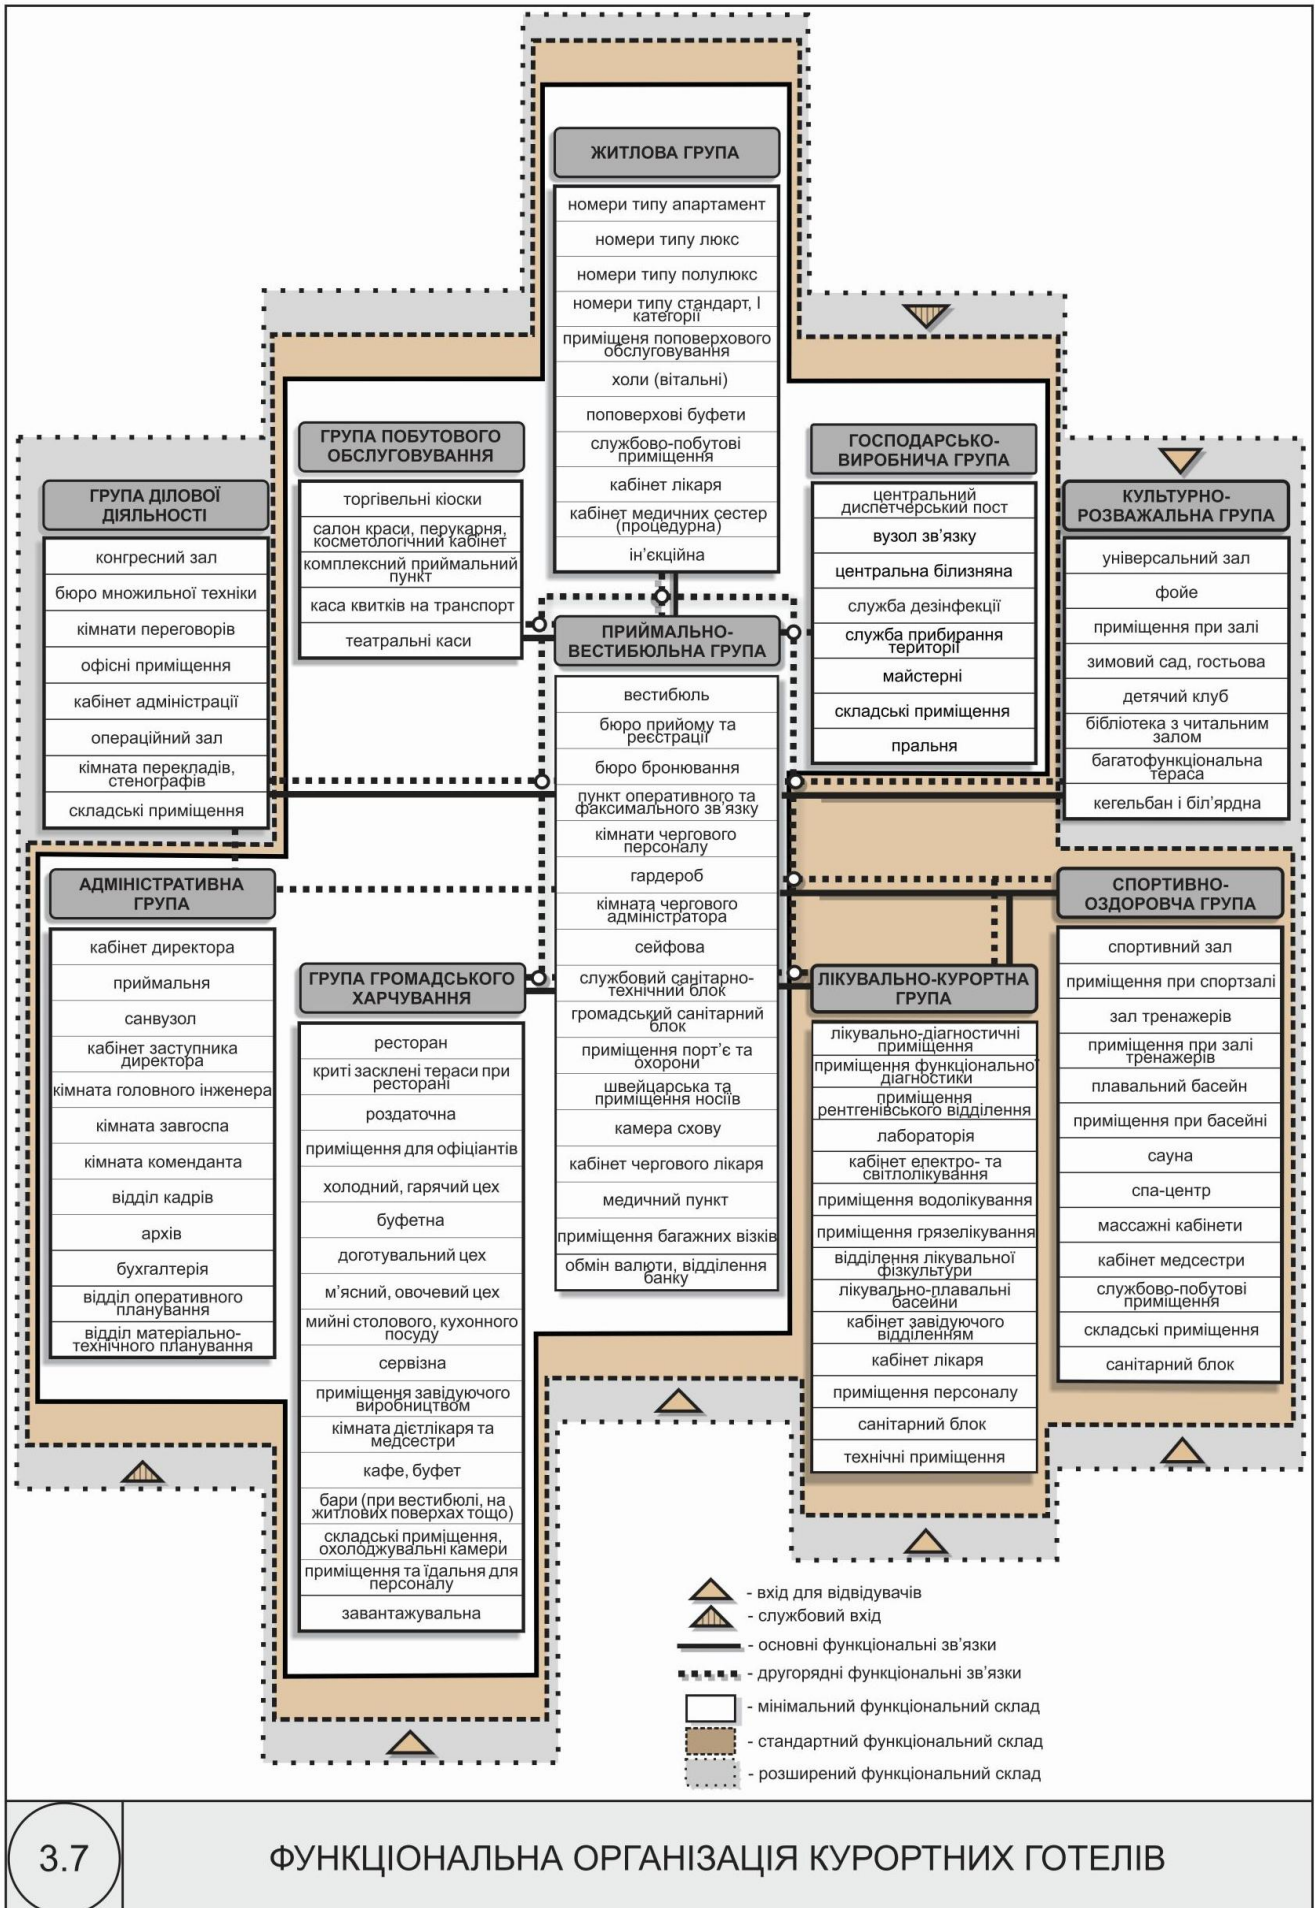 ЖИТЛОВА ГРУПА
номери типу апартамент
номери типу люкс
номери типу полулюкс
номери типу стандарт, І
категорії
приміщеня поповерхового
обслуговування
холи (вітальні)
поповерхові буфети
службово-побутові
приміщення
кабінет лікаря
кабінет медичних сестер
(процедурна)
ін’єкційна
ГРУПА ПОБУТОВОГО
ОБСЛУГОВУВАННЯ
торгівельні кіоски
салон краси, перукарня,
косметологічний кабінет
комплексний приймальний
пункт
каса квитків на транспорт
театральні каси
ГОСПОДАРСЬКО-
ВИРОБНИЧА ГРУПА
центральний
диспетчерський пост
вузол зв’язку
центральна білизняна
служба дезінфекції
служба прибирання
території
майстерні
складські приміщення
пральня
ГРУПА ДІЛОВОЇ
ДІЯЛЬНОСТІ
конгресний зал
бюро множильної техніки
кімнати переговорів
офісні приміщення
кабінет адміністрації
операційний зал
кімната перекладів,
стенографів
складські приміщення
КУЛЬТУРНО-
РОЗВАЖАЛЬНА ГРУПА
універсальний зал
фойє
приміщення при залі
зимовий сад, гостьова
детячий клуб
бібліотека з читальним
залом
багатофункціональна
тераса
кегельбан і біл’ярдна
ПРИЙМАЛЬНО-
ВЕСТИБЮЛЬНА ГРУПА
вестибюль
бюро прийому та
реєстрації
бюро бронювання
пункт оперативного та
факсимального зв’язку
кімнати чергового
персоналу
гардероб
кімната чергового
адміністратора
сейфова
службовий санітарно-
технічний блок
громадський санітарний
блок
приміщення порт’є та
охорони
швейцарська та
приміщення носіїв
камера схову
кабінет чергового лікаря
медичний пункт
приміщення багажних візків
обмін валюти, відділення
банку
АДМІНІСТРАТИВНА
ГРУПА
кабінет директора
приймальня
санвузол
кабінет заступника
директора
кімната головного інженера
кімната завгоспа
кімната коменданта
відділ кадрів
архів
бухгалтерія
відділ оперативного
планування
відділ матеріально-
технічного планування
ГРУПА ГРОМАДСЬКОГО
ХАРЧУВАННЯ
ресторан
криті засклені тераси при
ресторані
роздаточна
приміщення для офіціантів
холодний, гарячий цех
буфетна
доготувальний цех
м’ясний, овочевий цех
мийні столового, кухонного
посуду
сервізна
приміщення завідуючого
виробництвом
кімната дієтлікаря та
медсестри
кафе, буфет
бари (при вестибюлі, на
житлових поверхах тощо)
складські приміщення,
охолоджувальні камери
приміщення та їдальня для
персоналу
завантажувальна
ЛІКУВАЛЬНО-КУРОРТНА
ГРУПА
лікувально-діагностичні
приміщення
приміщення функціональної
діагностики
приміщення
рентгенівського відділення
лабораторія
кабінет електро- та
світлолікування
приміщення водолікування
приміщення грязелікування
відділення лікувальної
фізкультури
лікувально-плавальні
басейни
кабінет завідуючого
відділенням
кабінет лікаря
приміщення персоналу
санітарний блок
технічні приміщення
СПОРТИВНО-
ОЗДОРОВЧА ГРУПА
спортивний зал
приміщення при спортзалі
зал тренажерів
приміщення при залі
тренажерів
плавальний басейн
приміщення при басейні
сауна
спа-центр
массажні кабінети
кабінет медсестри
службово-побутові
приміщення
складські приміщення
санітарний блок
- вхід для відвідувачів
- службовий вхід
- основні функціональні зв’язки
- другорядні функціональні зв’язки
- мінімальний функціональний склад
- стандартний функціональний склад
- розширений функціональний склад
3.7
ФУНКЦІОНАЛЬНА ОРГАНІЗАЦІЯ КУРОРТНИХ ГОТЕЛІВ